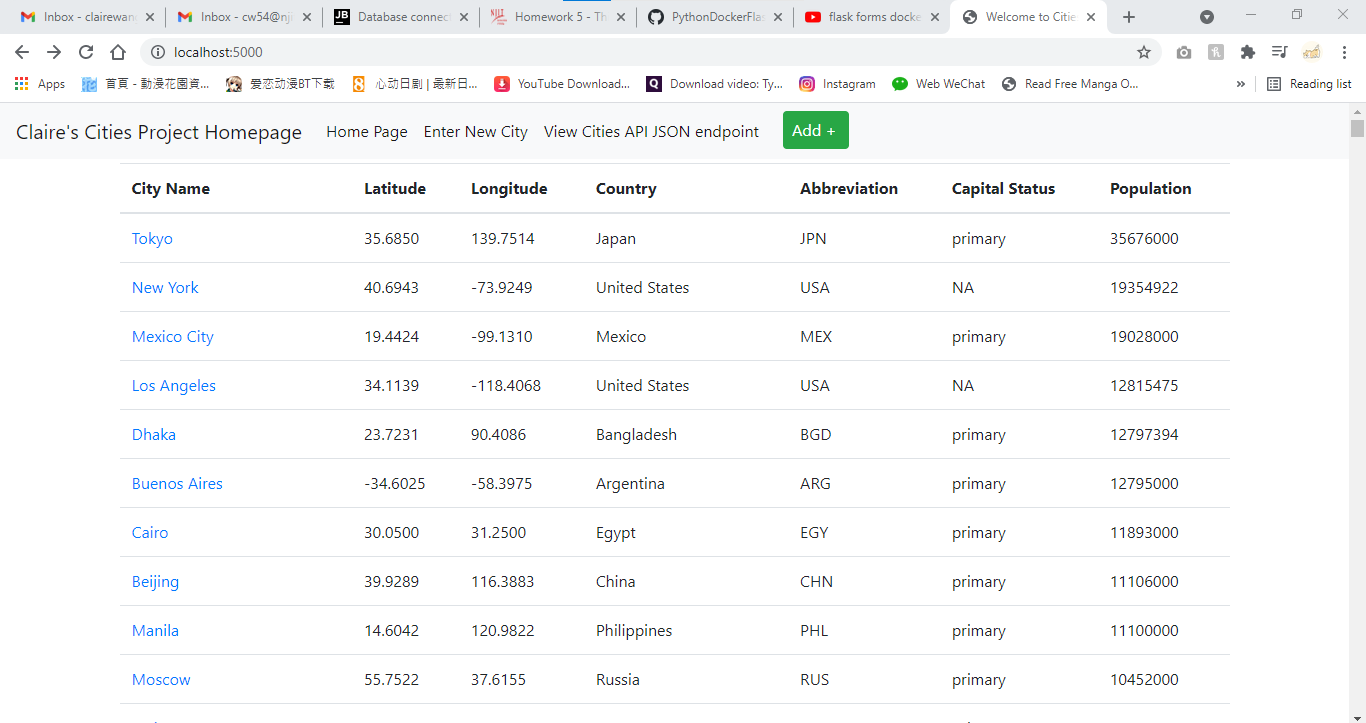 Inbox - clairewan
Inbox - cw54@nji
Database connect
Homework 5 - Th
PythonDockerFla
flask forms docke
Welcome to Citie
localhost:5000
Apps
首頁 - 動漫花園資...
爱恋动漫BT下载
心动日剧 | 最新日...
YouTube Download...
Download video: Ty...
Instagram
Web WeChat
Read Free Manga O...
»
Reading list
Claire's Cities Project Homepage Home Page Enter New City View Cities API JSON endpoint Add +
City Name Latitude Longitude Country Abbreviation Capital Status Population
Tokyo 35.6850 139.7514 Japan JPN primary 35676000
New York 40.6943 -73.9249 United States USA NA 19354922
Mexico City 19.4424 -99.1310 Mexico MEX primary 19028000
Los Angeles 34.1139 -118.4068 United States USA NA 12815475
Dhaka 23.7231 90.4086 Bangladesh BGD primary 12797394
Buenos Aires -34.6025 -58.3975 Argentina ARG primary 12795000
Cairo 30.0500 31.2500 Egypt EGY primary 11893000
Beijing 39.9289 116.3883 China CHN primary 11106000
Manila 14.6042 120.9822 Philippines PHL primary 11100000
Moscow 55.7522 37.6155 Russia RUS primary 10452000